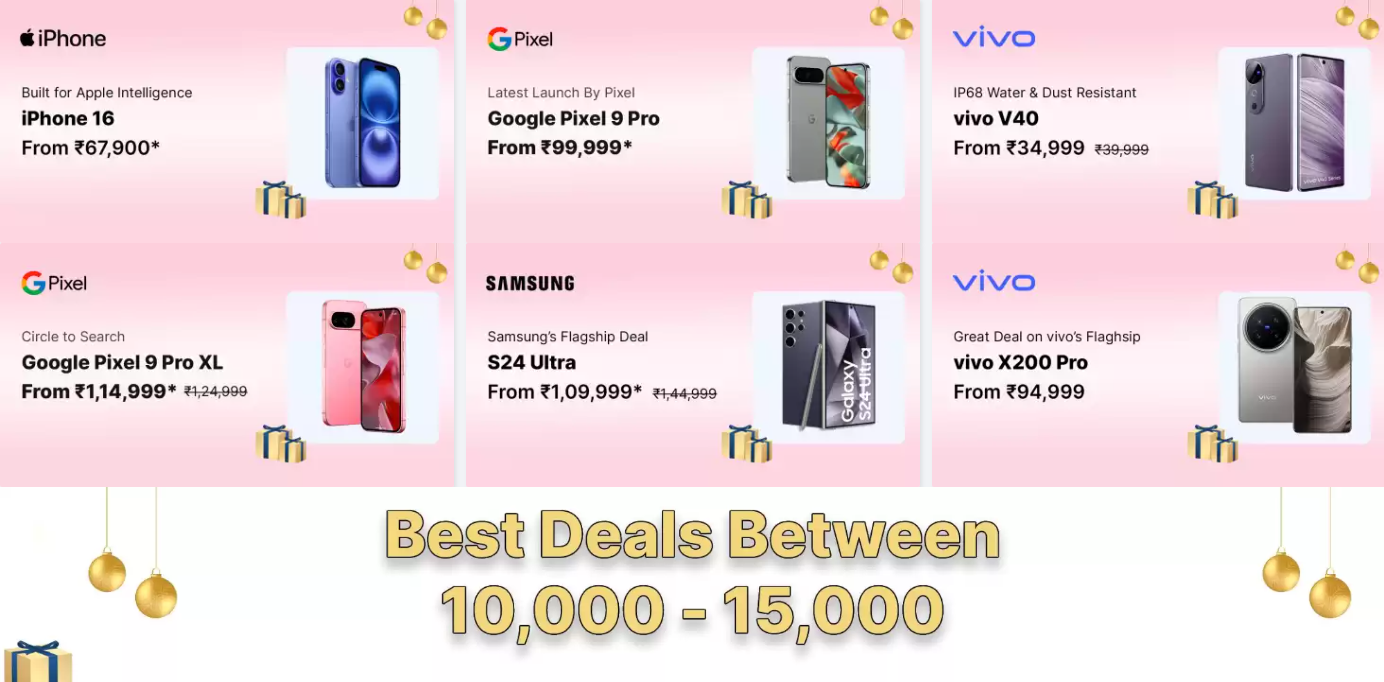 iPhone
Built for Apple Intelligence
iPhone 16
From ₹67,900*
G Pixel
Latest Launch By Pixel
Google Pixel 9 Pro
From ₹99,999*
vivo
IP68 Water & Dust Resistant
vivo V40
From ₹34,999 ₹39,999
vivo
G Pixel
Circle to Search
Google Pixel 9 Pro XL
From ₹1,14,999* ₹1,24,999
SAMSUNG
Samsung's Flagship Deal
S24 Ultra
From ₹1,09,999* ₹1,44,999
Galaxy
S24 Ultra
vivo
Great Deal on vivo's Flaghsip
vivo X200 Pro
From ₹94,999
vivo
Best Deals Between
10,000 - 15,000